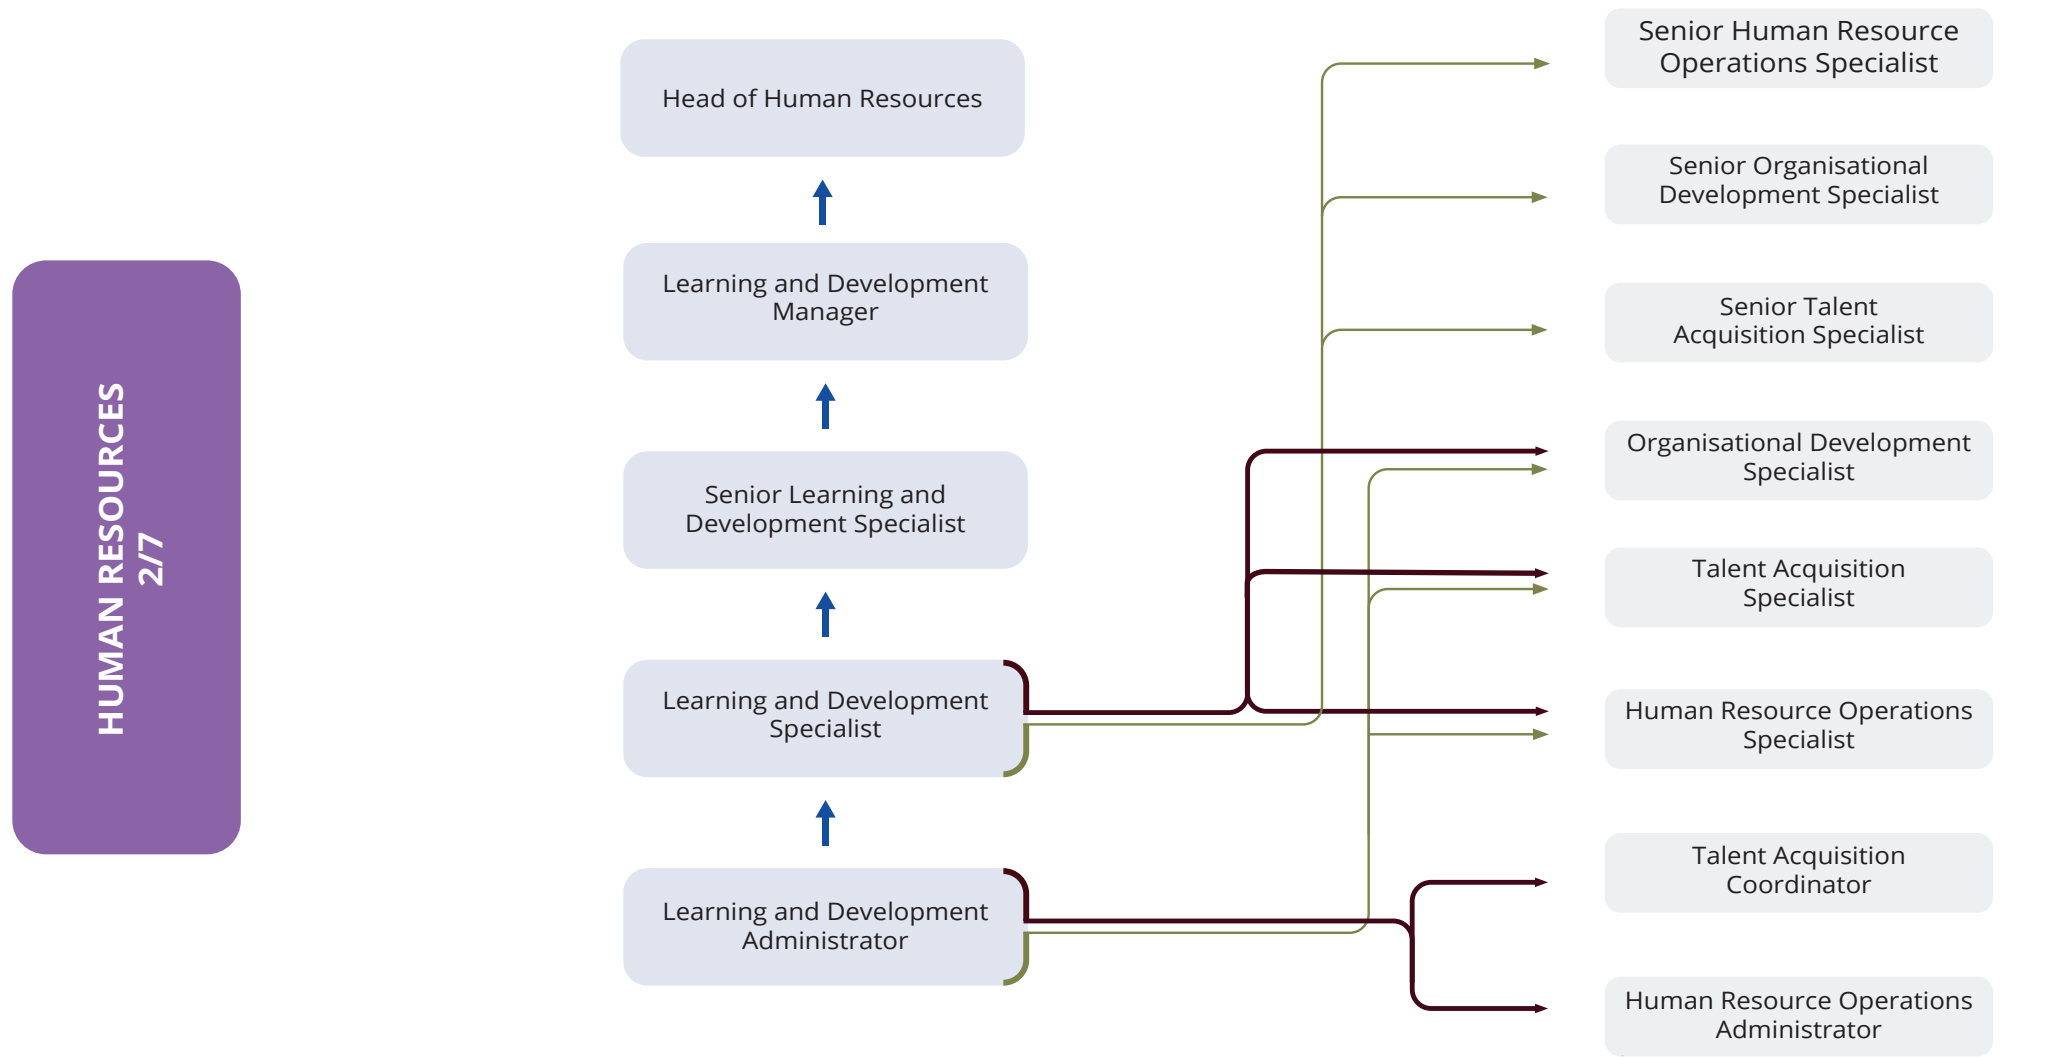 HUMAN RESOURCES
2/7
Head of Human Resources
Learning and Development
Manager
Senior Learning and
Development Specialist
Learning and Development
Specialist
Learning and Development
Administrator
Senior Human Resource
Operations Specialist
Senior Organisational
Development Specialist
Senior Talent
Acquisition Specialist
Organisational Development
Specialist
Talent Acquisition
Specialist
Human Resource Operations
Specialist
Talent Acquisition
Coordinator
Human Resource Operations
Administrator